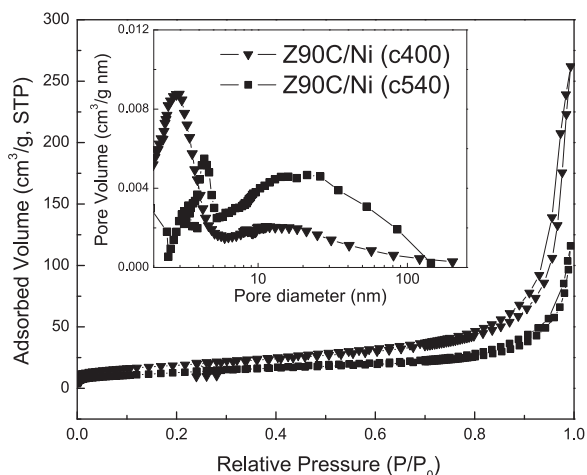 Adsorbed Volume (cm³/g, STP)
300
250
200
150
100
50
25
0
0.0 0.2 0.4 0.6 0.8 1.0
Relative Pressure (P/P₀)
Pore Volume (cm³/g nm)
0.012
0.008
0.004
0.000
10 100
Pore diameter (nm)
Z90C/Ni (c400)
Z90C/Ni (c540)